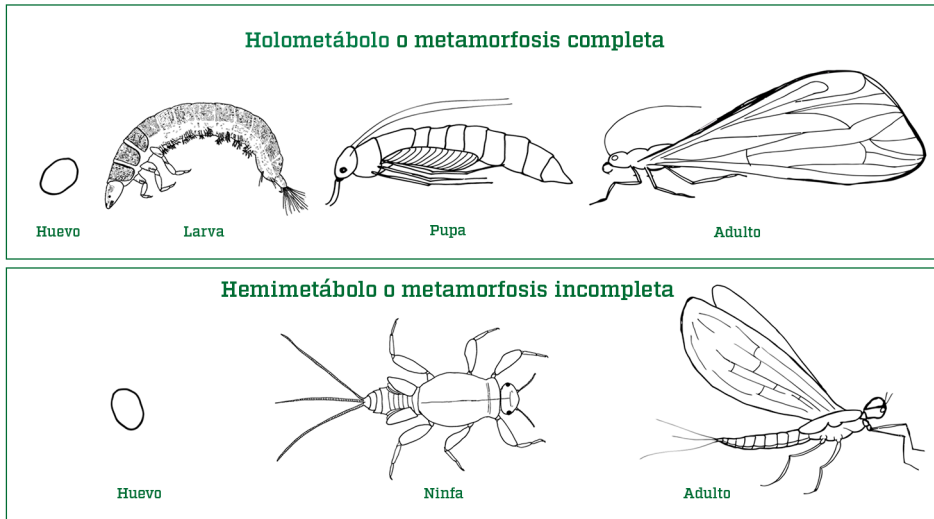 Holometábolo o metamorfosis completa
Huevo Larva Pupa Adulto
Hemimetábolo o metamorfosis incompleta
Huevo Ninfa Adulto